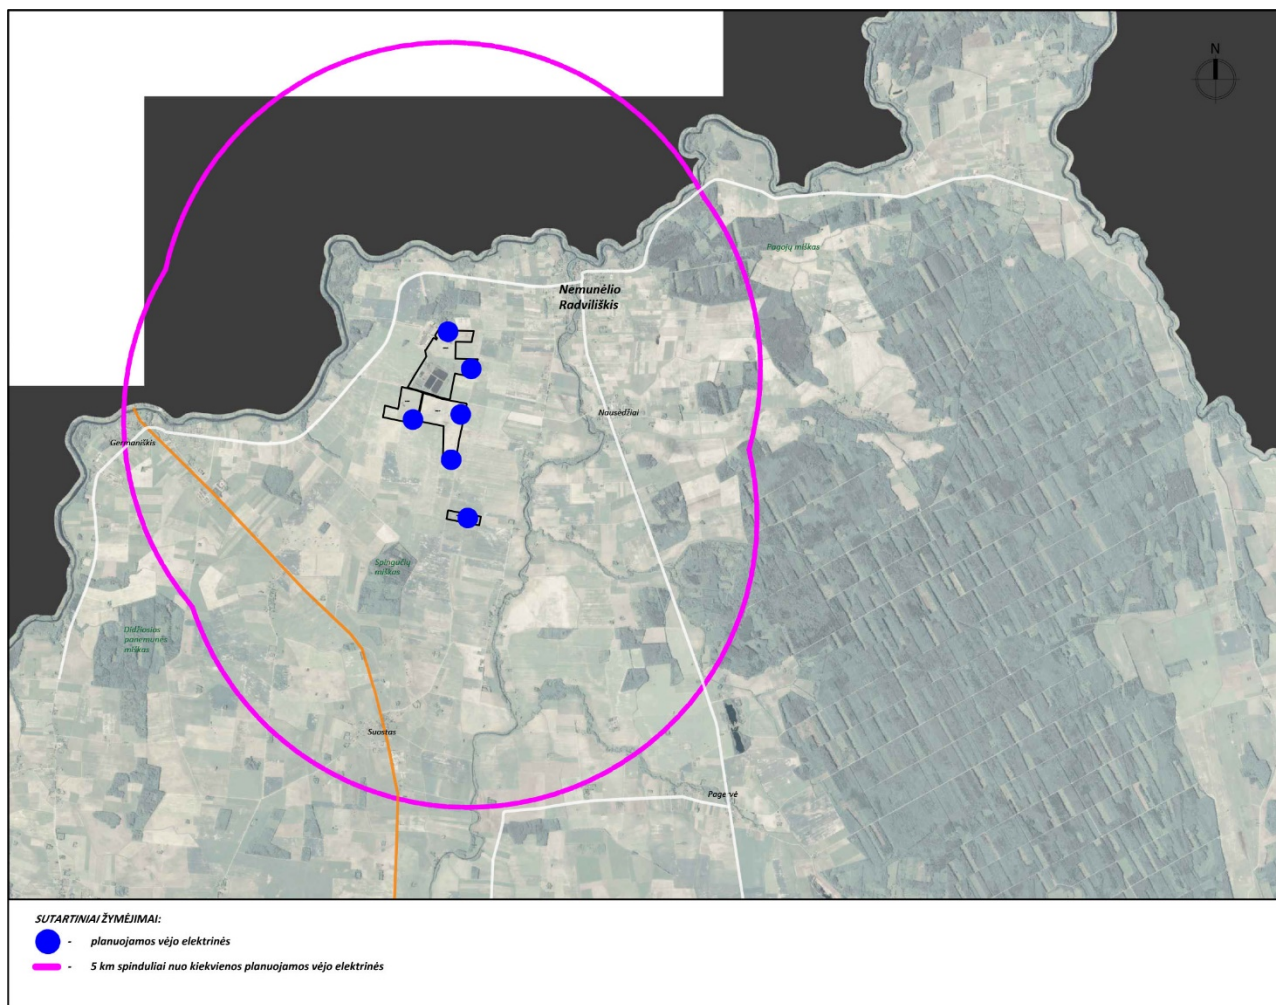 N
Pagojų miškas
Nemunėlio
Radviliškis
Nausėdžiai
Germaniškis
Spingučių
miškas
Didžiosios
panemunės
miškas
Suostas
Pagervė
SUTARTINIAI ŽYMĖJIMAI:
- planuojamos vėjo elektrinės
- 5 km spinduliai nuo kiekvienos planuojamos vėjo elektrinės